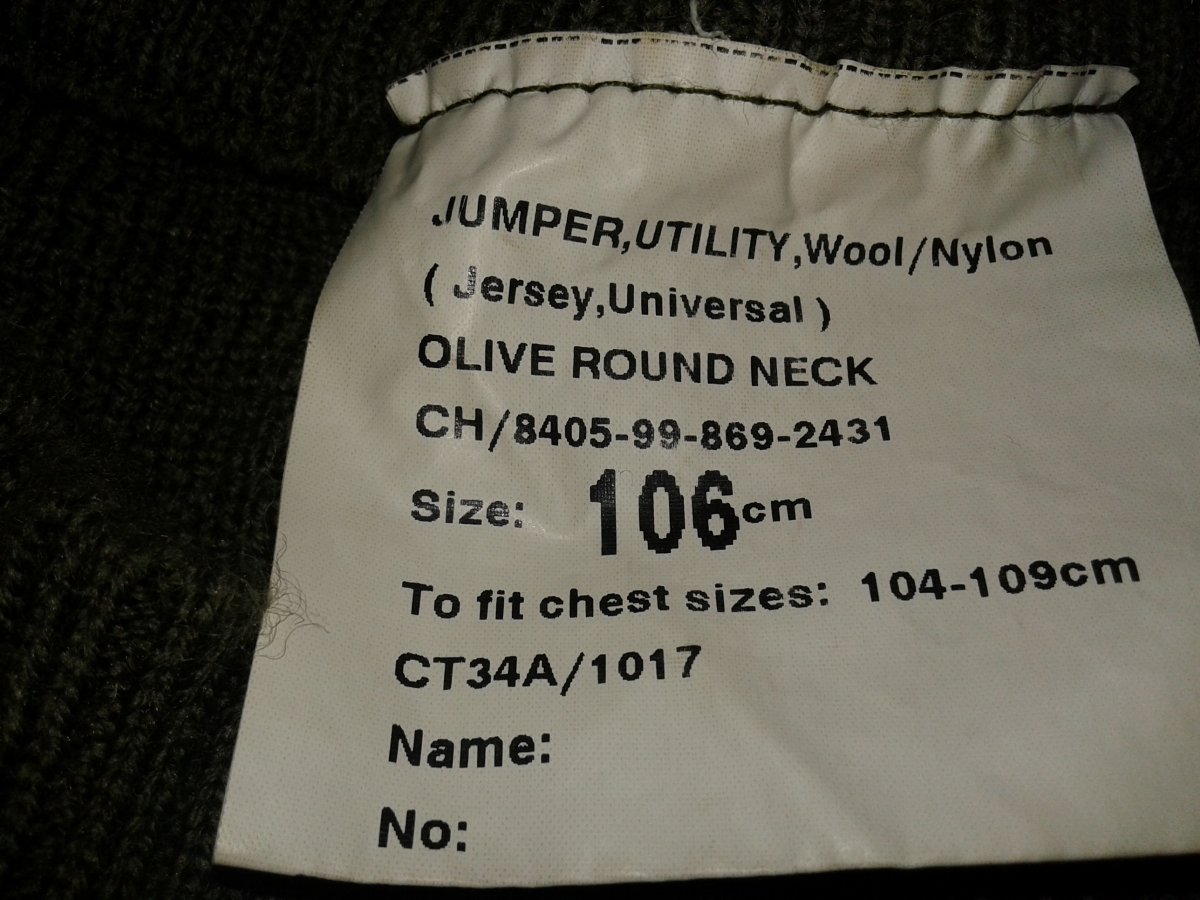 JUMPER,UTILITY,Wool/Nylon
( Jersey,Universal )
OLIVE ROUND NECK
CH/8405-99-869-2431
Size: 106cm
To fit chest sizes: 104-109cm
CT34A/1017
Name:
No: